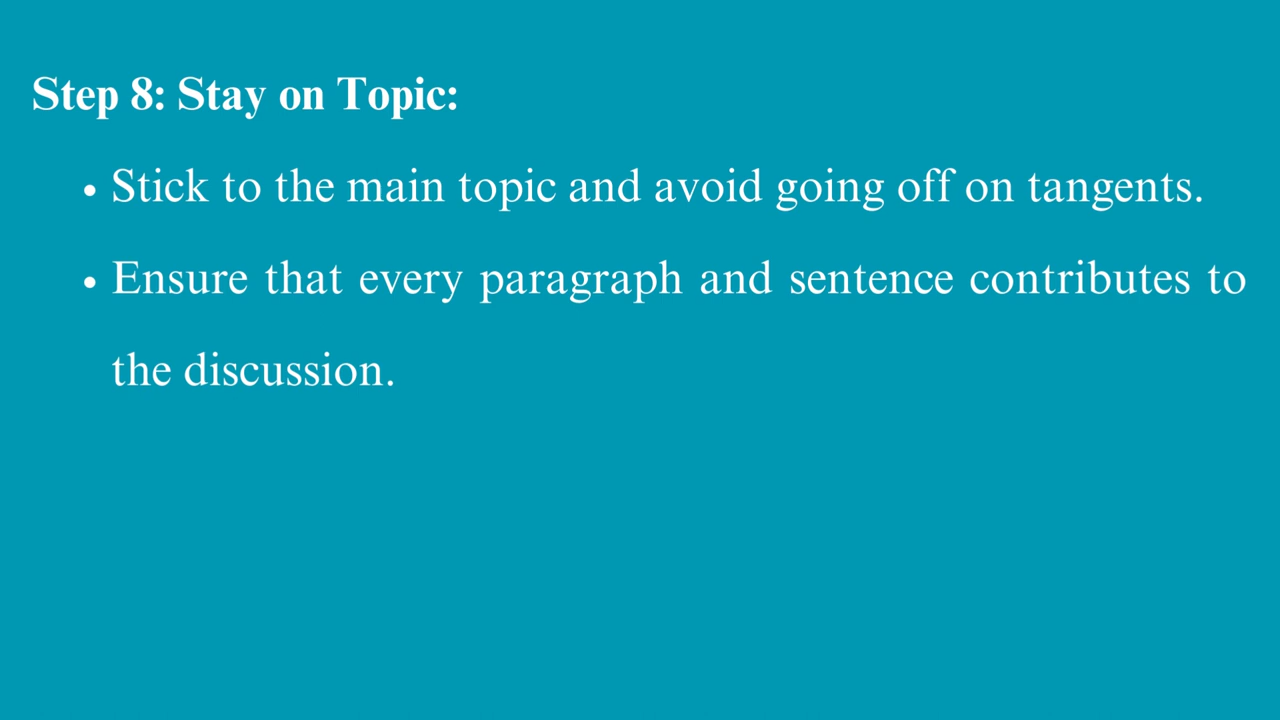 Step 8: Stay on Topic:
• Stick to the main topic and avoid going off on tangents.
• Ensure that every paragraph and sentence contributes to
the discussion.